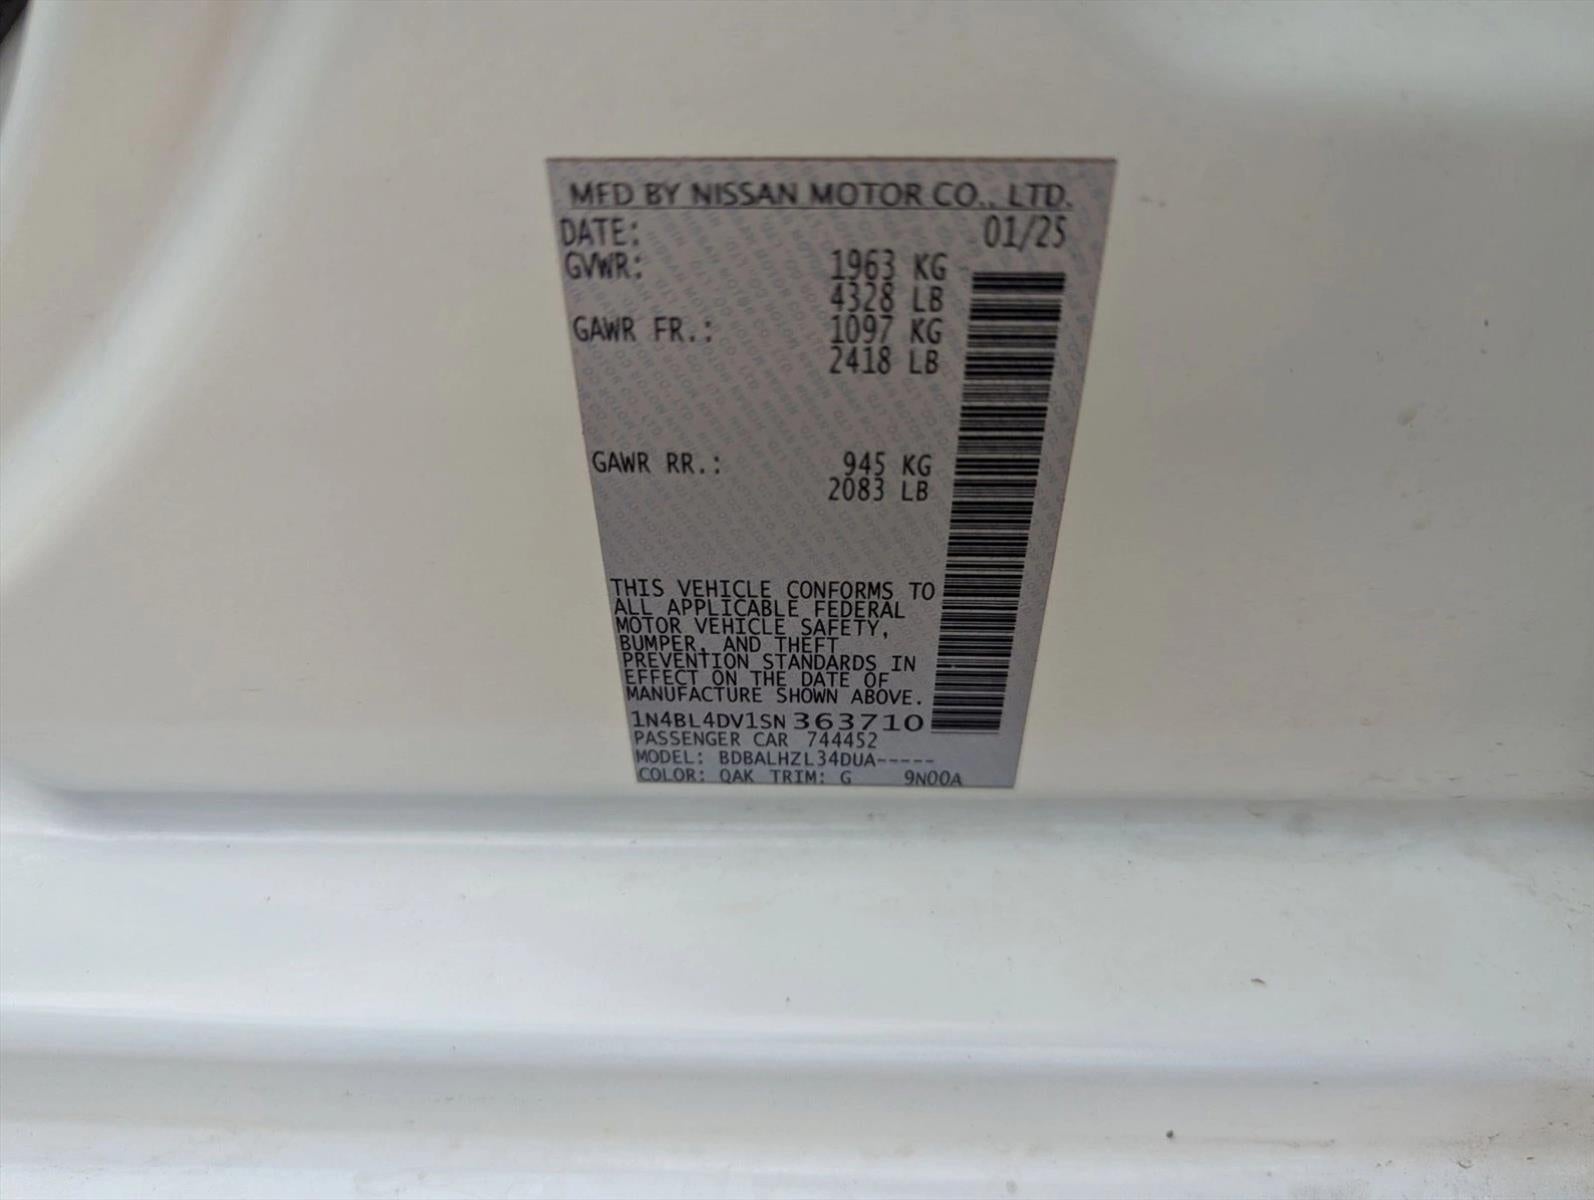 MFD BY NISSAN MOTOR CO., LTD.
DATE: 01/25
GVWR: 1963 KG
4328 LB
GAWR FR.: 1097 KG
2418 LB
GAWR RR.: 945 KG
2083 LB
THIS VEHICLE CONFORMS TO
ALL APPLICABLE FEDERAL
MOTOR VEHICLE SAFETY,
BUMPER, AND THEFT
PREVENTION STANDARDS IN
EFFECT ON THE DATE OF
MANUFACTURE SHOWN ABOVE.
1N4BL4DV1SN363710
PASSENGER CAR 744452
MODEL: BDBALHZL34DUA-----
COLOR: QAK TRIM: G 9N00A